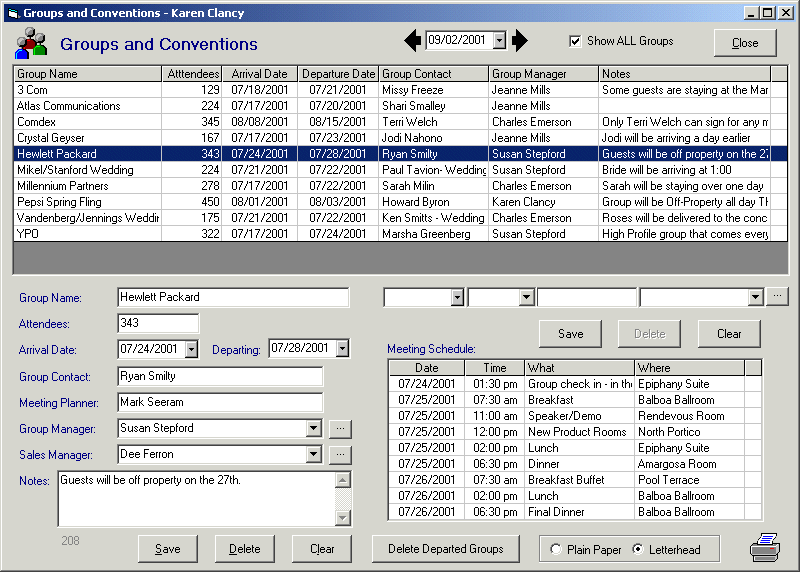 Groups and Conventions - Karen Clancy
Groups and Conventions
09/02/2001
Show ALL Groups
Close
Group Name Atttendees Arrival Date Departure Date Group Contact Group Manager Notes
3 Com 129 07/18/2001 07/21/2001 Missy Freeze Jeanne Mills Some guests are staying at the Mar
Atlas Communications 224 07/17/2001 07/20/2001 Shari Smalley Jeanne Mills
Comdex 345 08/08/2001 08/15/2001 Terri Welch Charles Emerson Only Terri Welch can sign for any m
Crystal Geyser 167 07/17/2001 07/23/2001 Jodi Nahono Jeanne Mills Jodi will be arriving a day earlier
Hewlett Packard 343 07/24/2001 07/28/2001 Ryan Smilty Susan Stepford Guests will be off property on the 27
Mikel/Stanford Wedding 224 07/21/2001 07/22/2001 Paul Tavion- Wedding Charles Emerson Bride will be arriving at 1:00
Millennium Partners 278 07/17/2001 07/22/2001 Sarah Milin Charles Emerson Sarah will be staying over one day
Pepsi Spring Fling 450 08/01/2001 08/03/2001 Howard Byron Karen Clancy Group will be Off-Property all day Th
Vandenberg/Jennings Weddin 175 07/21/2001 07/22/2001 Ken Smitts - Wedding Charles Emerson Roses will be delivered to the conc
YPO 322 07/17/2001 07/24/2001 Marsha Greenberg Susan Stepford High Profile group that comes every
Group Name: Hewlett Packard
Attendees: 343
Arrival Date: 07/24/2001 Departing: 07/28/2001
Group Contact: Ryan Smilty
Meeting Planner: Mark Seeram
Group Manager: Susan Stepford ...
Sales Manager: Dee Ferron ...
Notes: Guests will be off property on the 27th.
208
Save Delete Clear
...
Save Delete Clear
Meeting Schedule:
Date Time What Where
07/24/2001 01:30 pm Group check in - in the Epiphany Suite
07/25/2001 07:30 am Breakfast Balboa Ballroom
07/25/2001 11:00 am Speaker/Demo Rendevous Room
07/25/2001 12:00 pm New Product Rooms North Portico
07/25/2001 02:00 pm Lunch Epiphany Suite
07/25/2001 06:30 pm Dinner Amargosa Room
07/26/2001 07:30 am Breakfast Buffet Pool Terrace
07/26/2001 02:00 pm Lunch Balboa Ballroom
07/26/2001 06:30 pm Final Dinner Balboa Ballroom
Delete Departed Groups
Plain Paper Letterhead